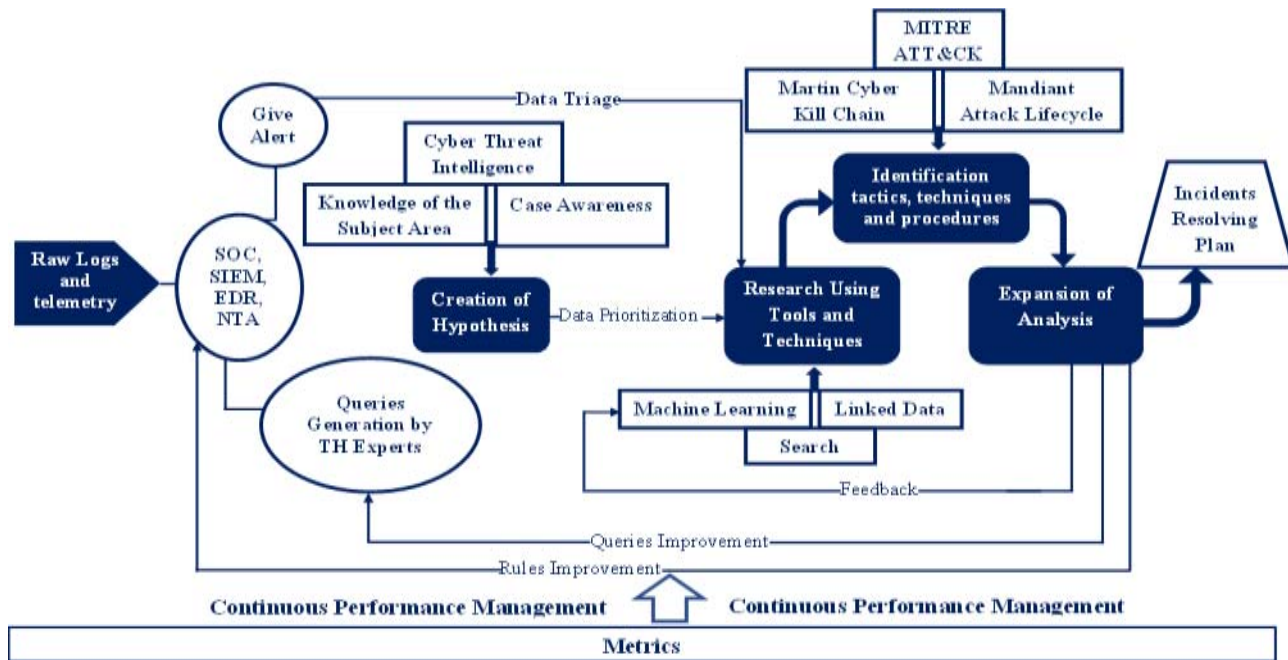 MITRE
ATT&CK
Martin Cyber
Kill Chain
Mandiant
Attack Lifecycle
Give
Alert
Data Triage
Cyber Threat
Intelligence
Knowledge of the
Subject Area
Case Awareness
Identification
tactics, techniques
and procedures
Incidents
Resolving
Plan
Raw Logs
and
telemetry
SOC,
SIEM,
EDR,
NTA
Creation of
Hypothesis
Data Prioritization
Research Using
Tools and
Techniques
Expansion of
Analysis
Queries
Generation by
TH Experts
Machine Learning
Linked Data
Search
Feedback
Queries Improvement
Rules Improvement
Continuous Performance Management
Continuous Performance Management
Metrics